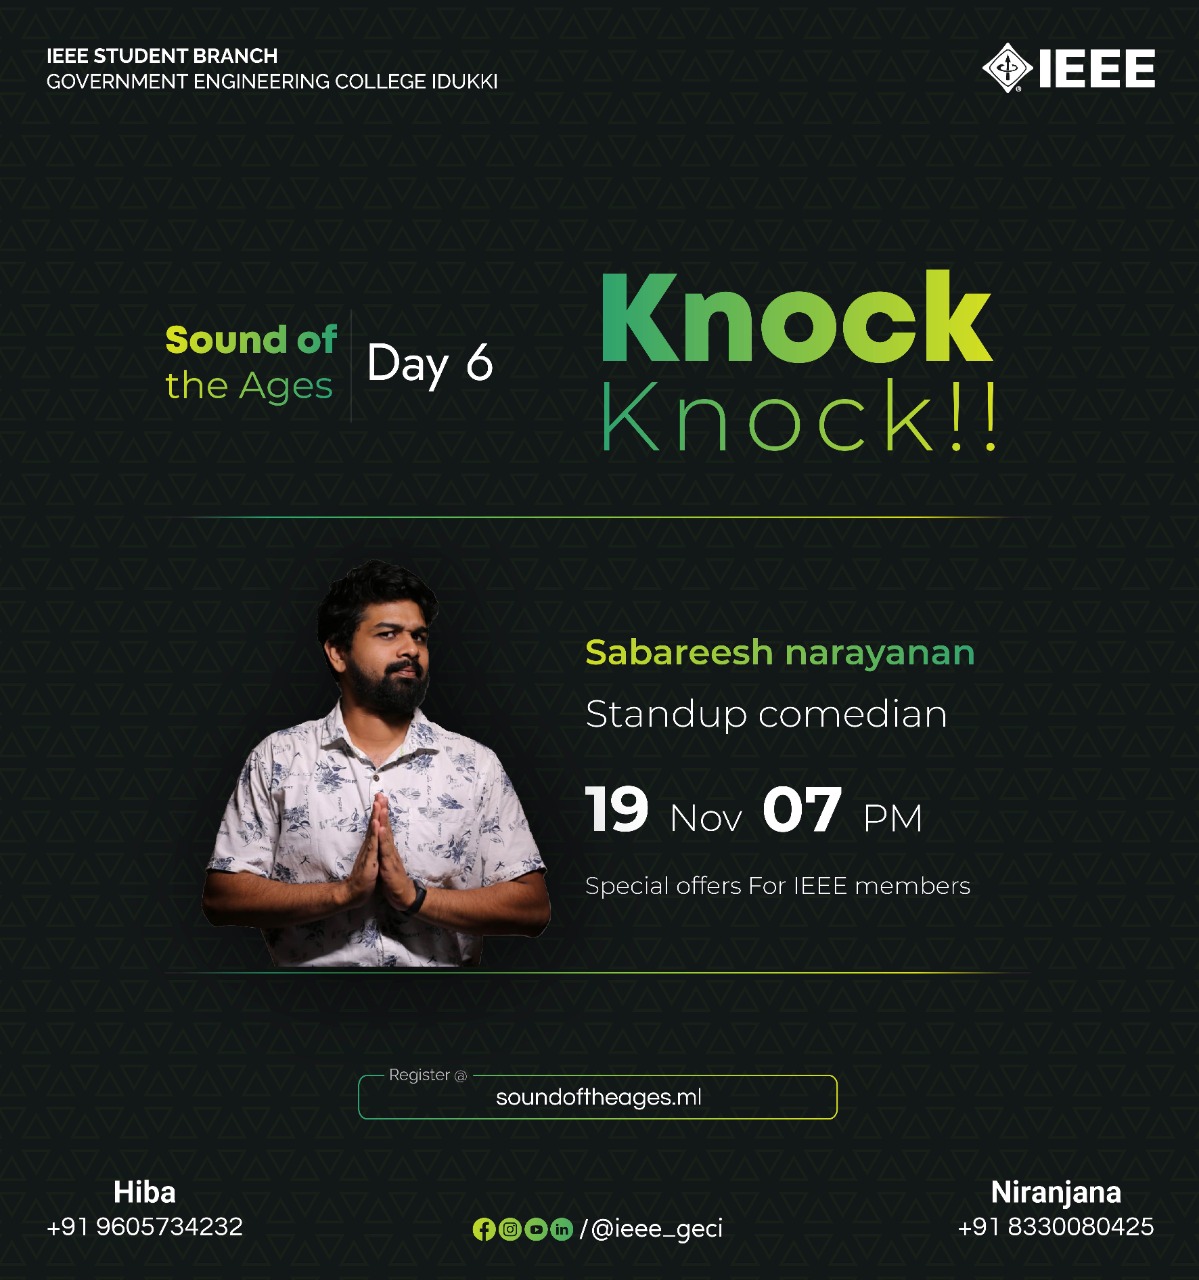 IEEE STUDENT BRANCH
GOVERNMENT ENGINEERING COLLEGE IDUKKI
IEEE
Sound of
the Ages
Day 6
Knock
Knock!!
Sabareesh narayanan
Standup comedian
19 Nov 07 PM
Special offers For IEEE members
Register @
soundoftheages.ml
Hiba
+91 9605734232
/@ieee_geci
Niranjana
+91 8330080425